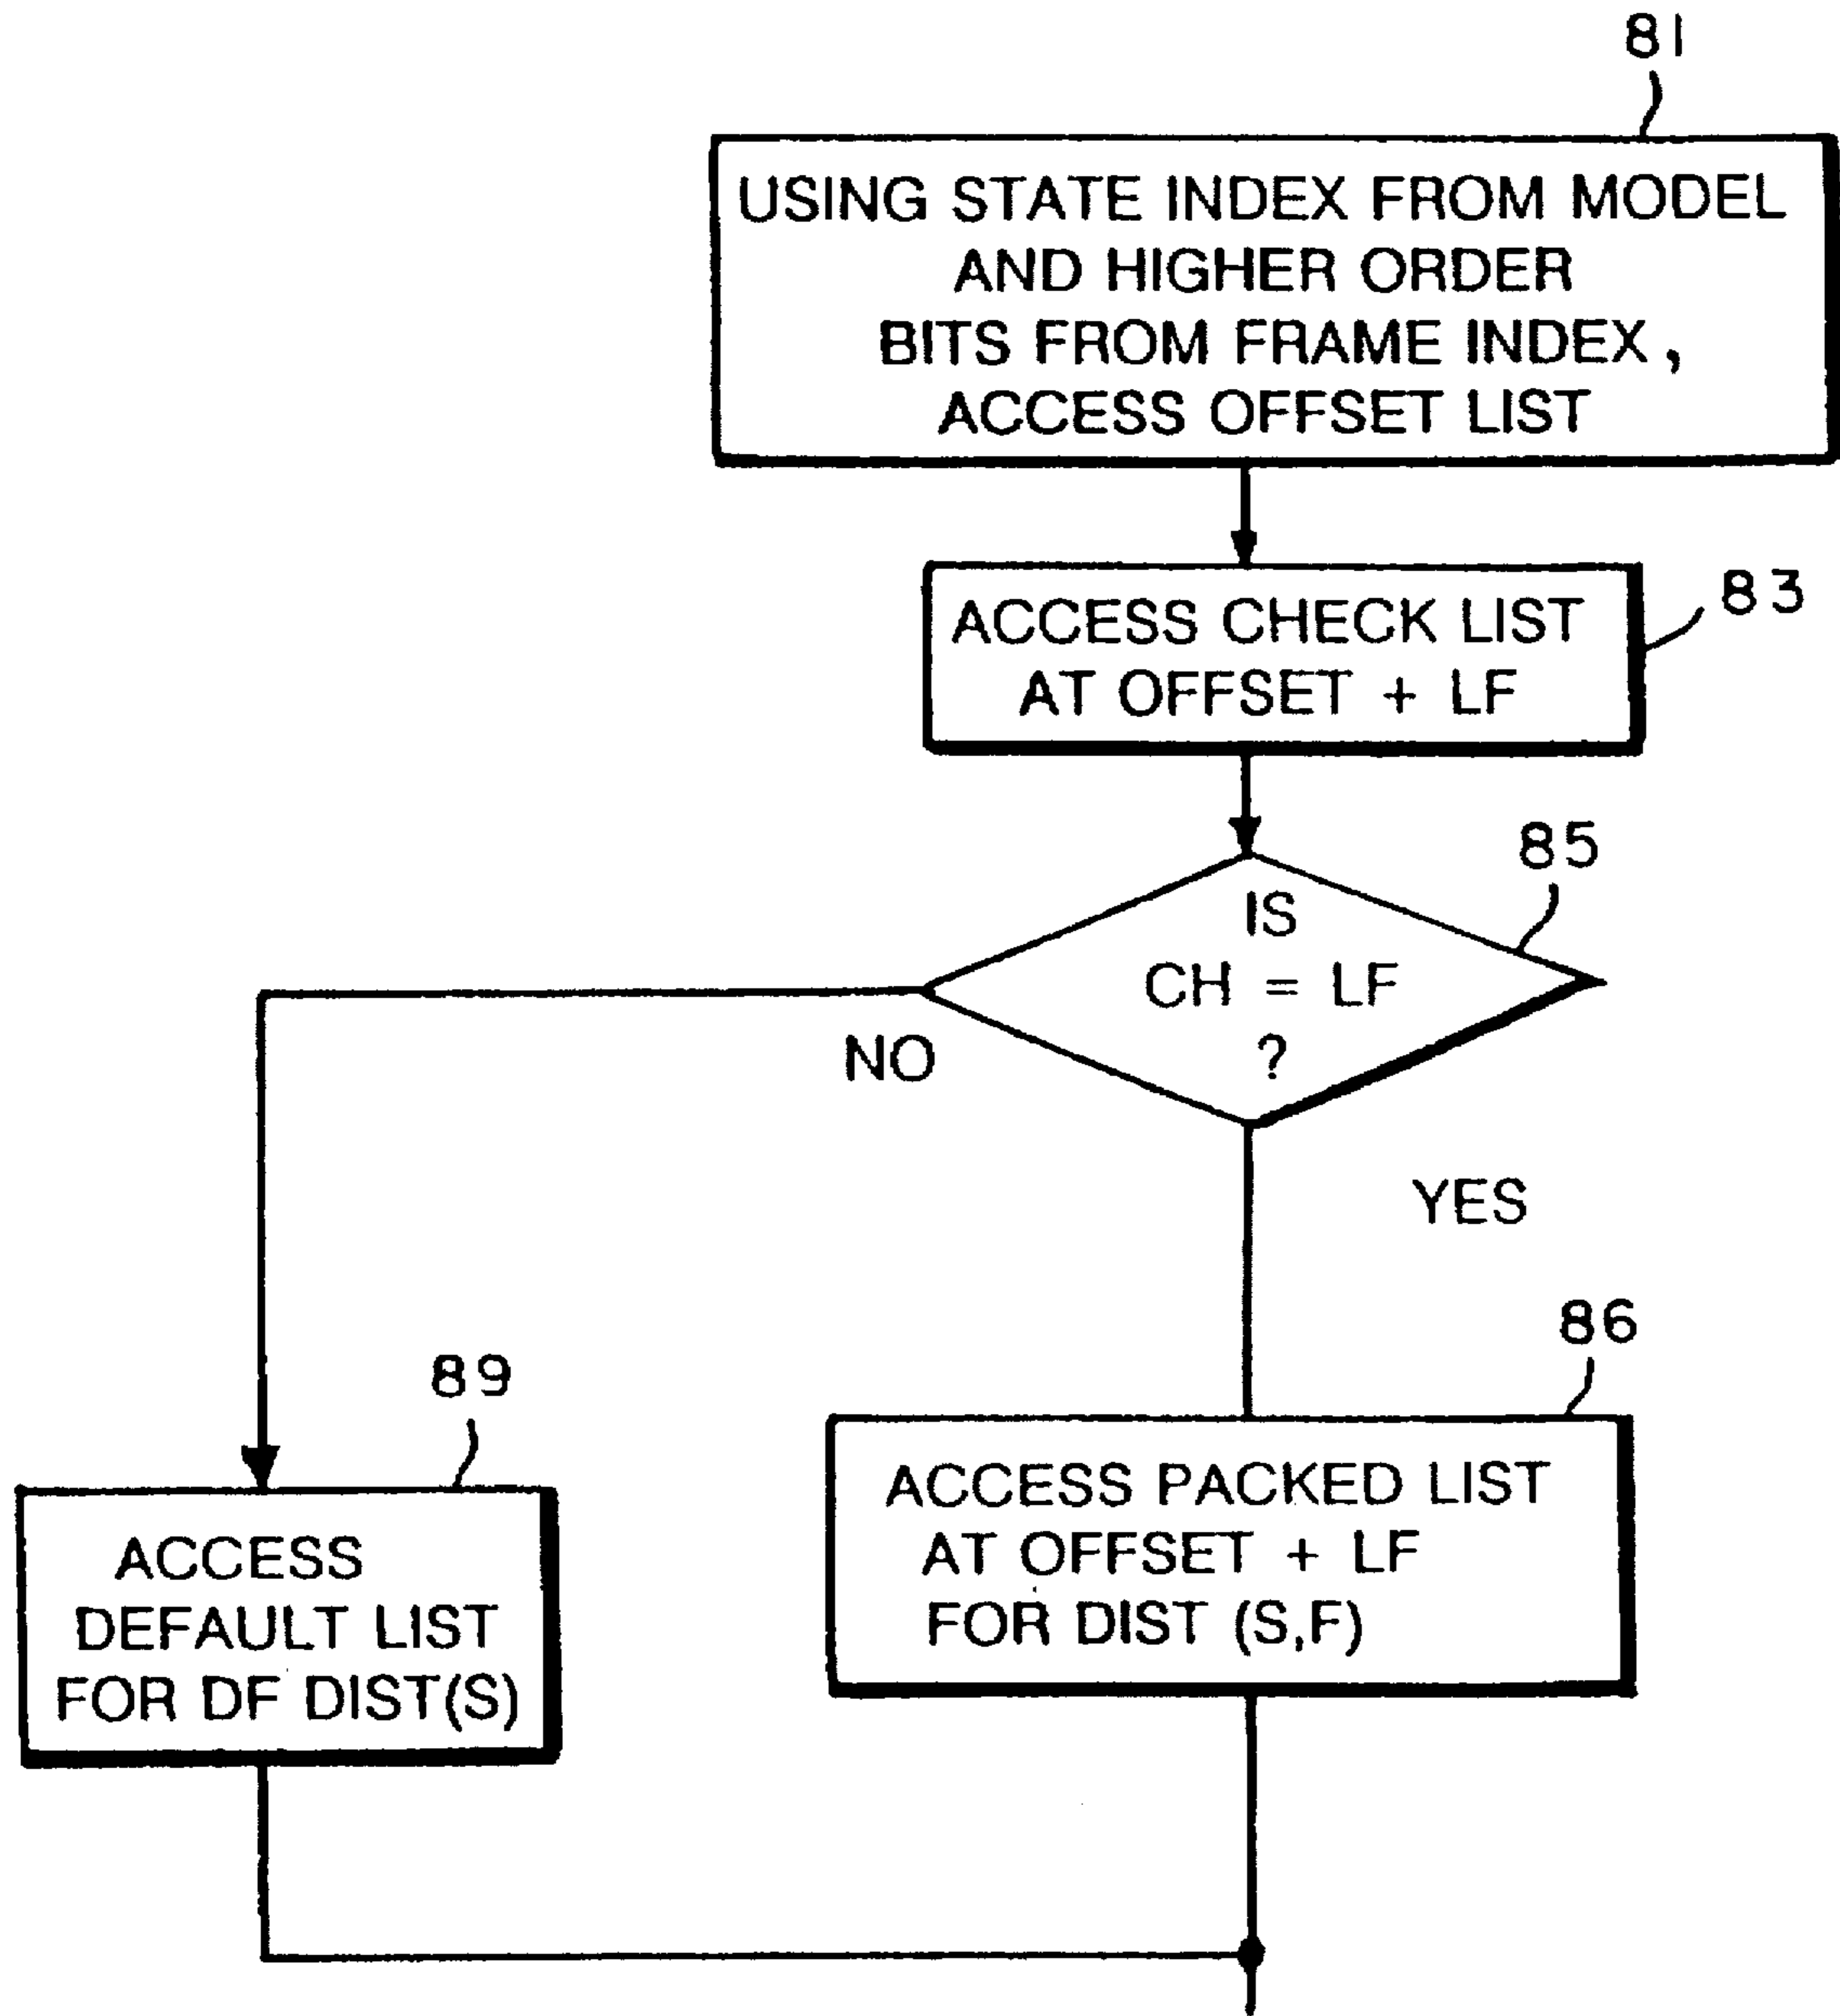 81
USING STATE INDEX FROM MODEL
AND HIGHER ORDER
BITS FROM FRAME INDEX,
ACCESS OFFSET LIST
83
ACCESS CHECK LIST
AT OFFSET + LF
85
IS
CH = LF
?
NO
YES
86
ACCESS PACKED LIST
AT OFFSET + LF
FOR DIST (S,F)
89
ACCESS
DEFAULT LIST
FOR DF DIST(S)